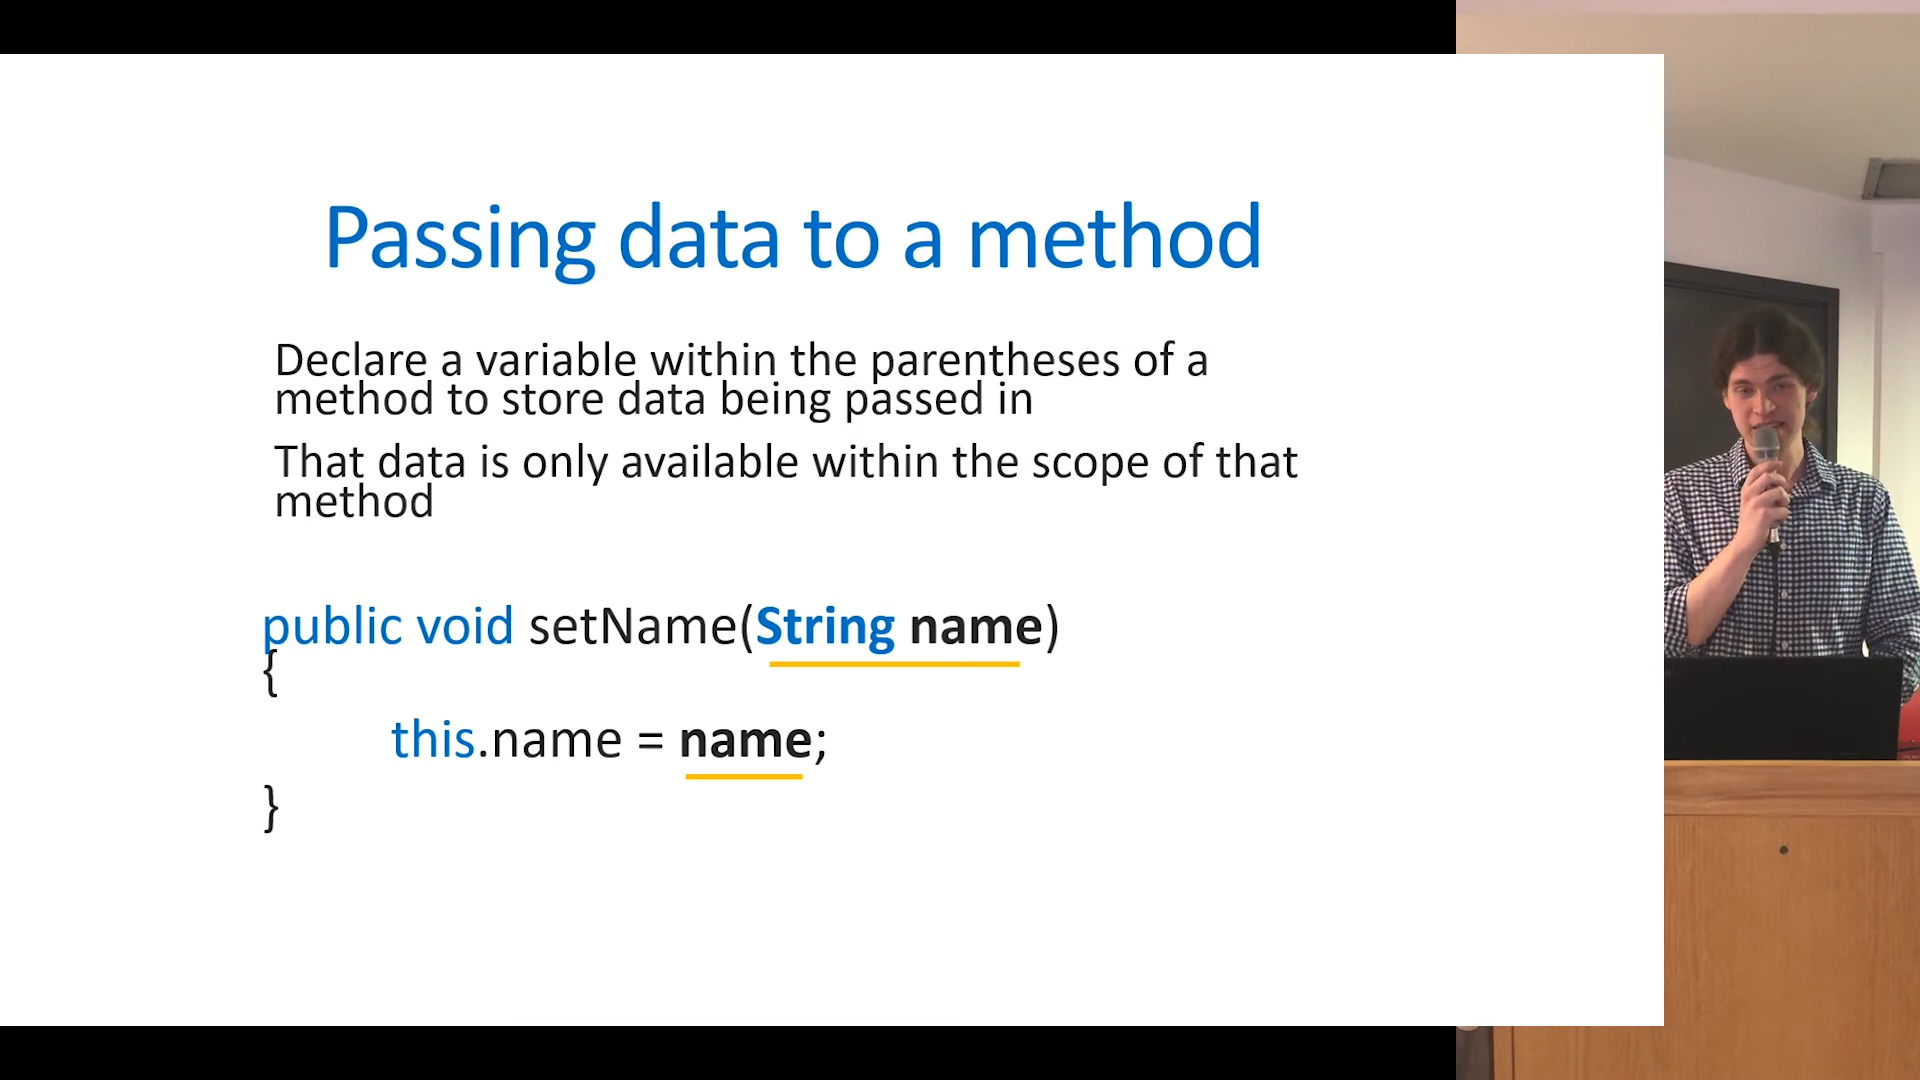 Passing data to a method
Declare a variable within the parentheses of a
method to store data being passed in
That data is only available within the scope of that
method
public void setName(String name)
{
this.name = name;
}